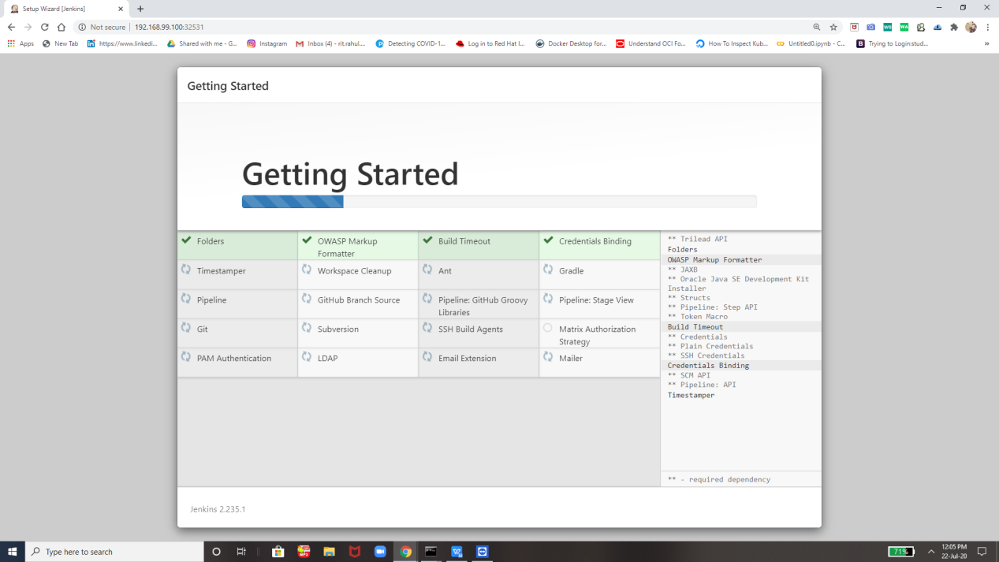 Setup Wizard [Jenkins]
Not secure | 192.168.99.100:32531
Apps New Tab https://www.linkedi... Shared with me - G... Instagram Inbox (4) - rit.rahul... Detecting COVID-1... Log in to Red Hat I... Docker Desktop for... Understand OCI Fo... How To Inspect Kub... Untitled0.ipynb - C... Trying to Login:stud... »
Getting Started
Getting Started
Folders
OWASP Markup
Formatter
Build Timeout
Credentials Binding
Timestamper
Workspace Cleanup
Ant
Gradle
Pipeline
GitHub Branch Source
Pipeline: GitHub Groovy
Libraries
Pipeline: Stage View
Git
Subversion
SSH Build Agents
Matrix Authorization
Strategy
PAM Authentication
LDAP
Email Extension
Mailer
** Trilead API
Folders
OWASP Markup Formatter
** JAXB
** Oracle Java SE Development Kit
Installer
** Structs
** Pipeline: Step API
** Token Macro
Build Timeout
** Credentials
** Plain Credentials
** SSH Credentials
Credentials Binding
** SCM API
** Pipeline: API
Timestamper
** - required dependency
Jenkins 2.235.1
Type here to search
71%
12:05 PM
22-Jul-20